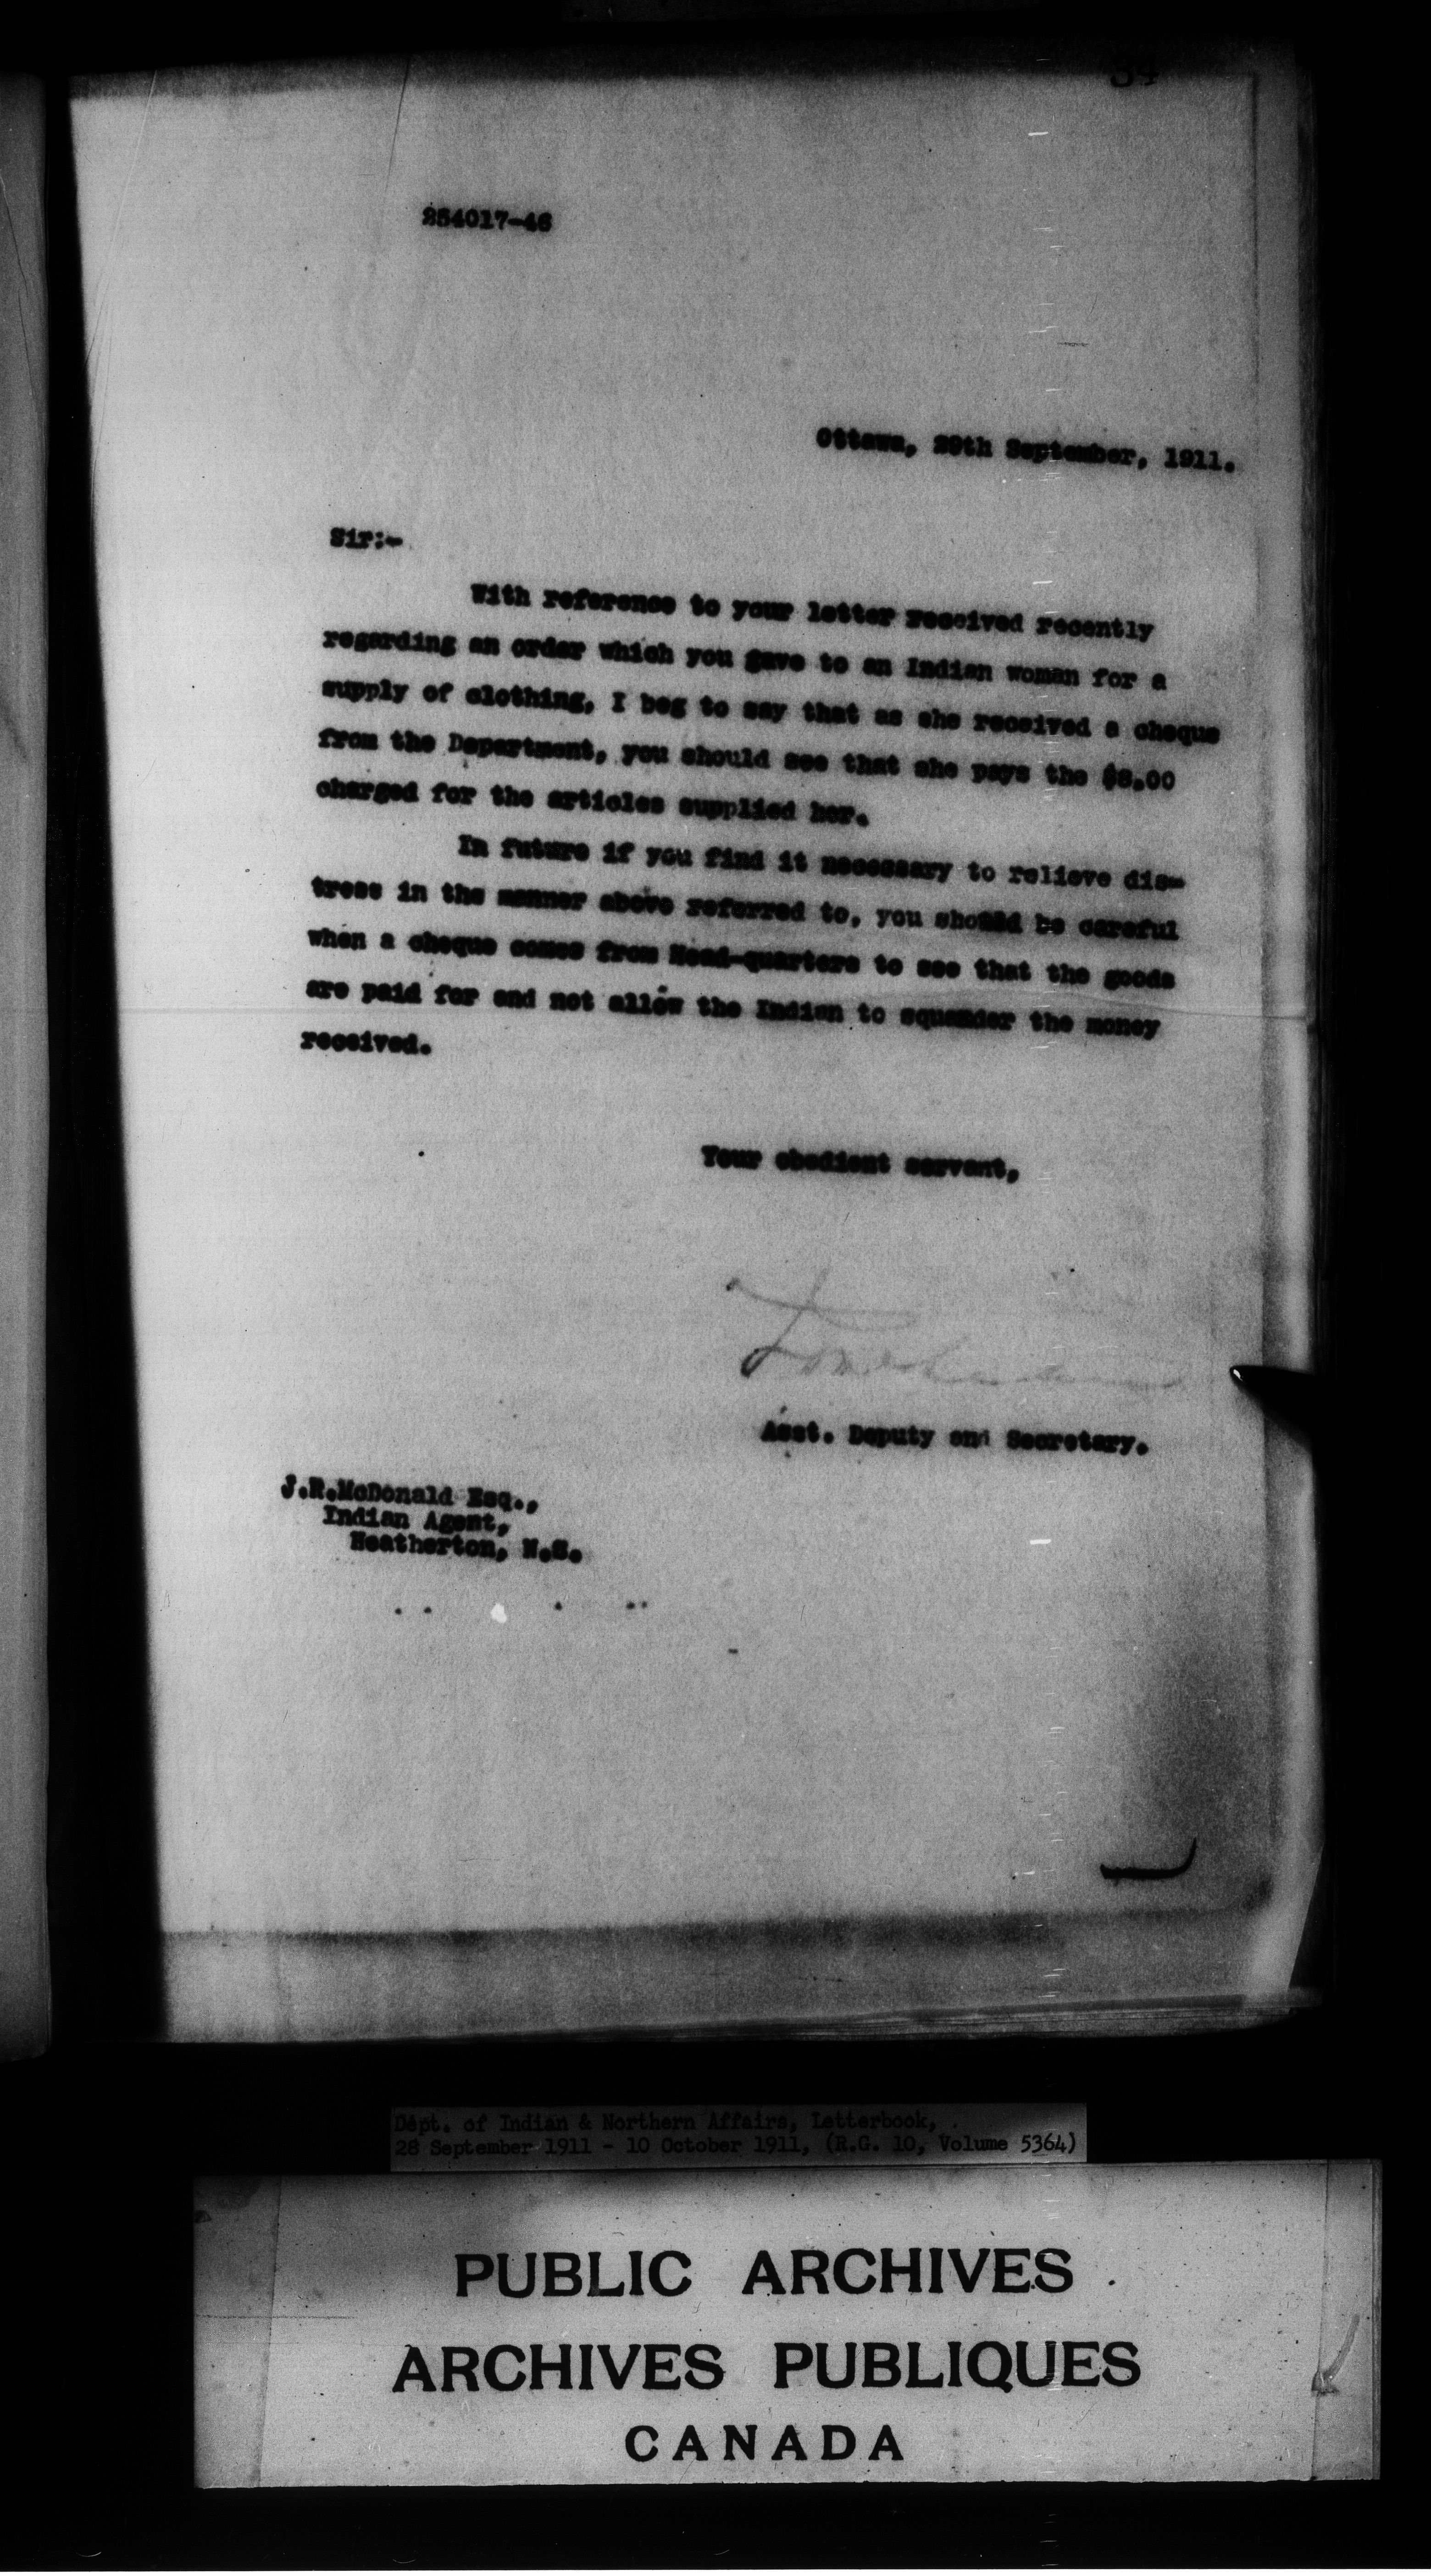 34
254017-46
Ottawa, 29th September, 1911.
Sir:-
With reference to your letter received recently
regarding an order which you gave to an Indian woman for a
supply of clothing, I beg to say that as she received a cheque
from the Department, you should see that she pays the $8.00
charged for the articles supplied her.
In future if you find it necessary to relieve dis-
tress in the manner above referred to, you should be careful
when a cheque comes from Head-quarters to see that the goods
are paid for and not allow the Indian to squander the money
received.
Your obedient servant,
Asst. Deputy and Secretary.
J.R.McDonald Esq.,
Indian Agent,
Heatherton, N.S.
Dept. of Indian & Northern Affairs, Letterbook,
28 September 1911 - 10 October 1911, (R.G. 10, Volume 5364)
PUBLIC ARCHIVES
ARCHIVES PUBLIQUES
CANADA